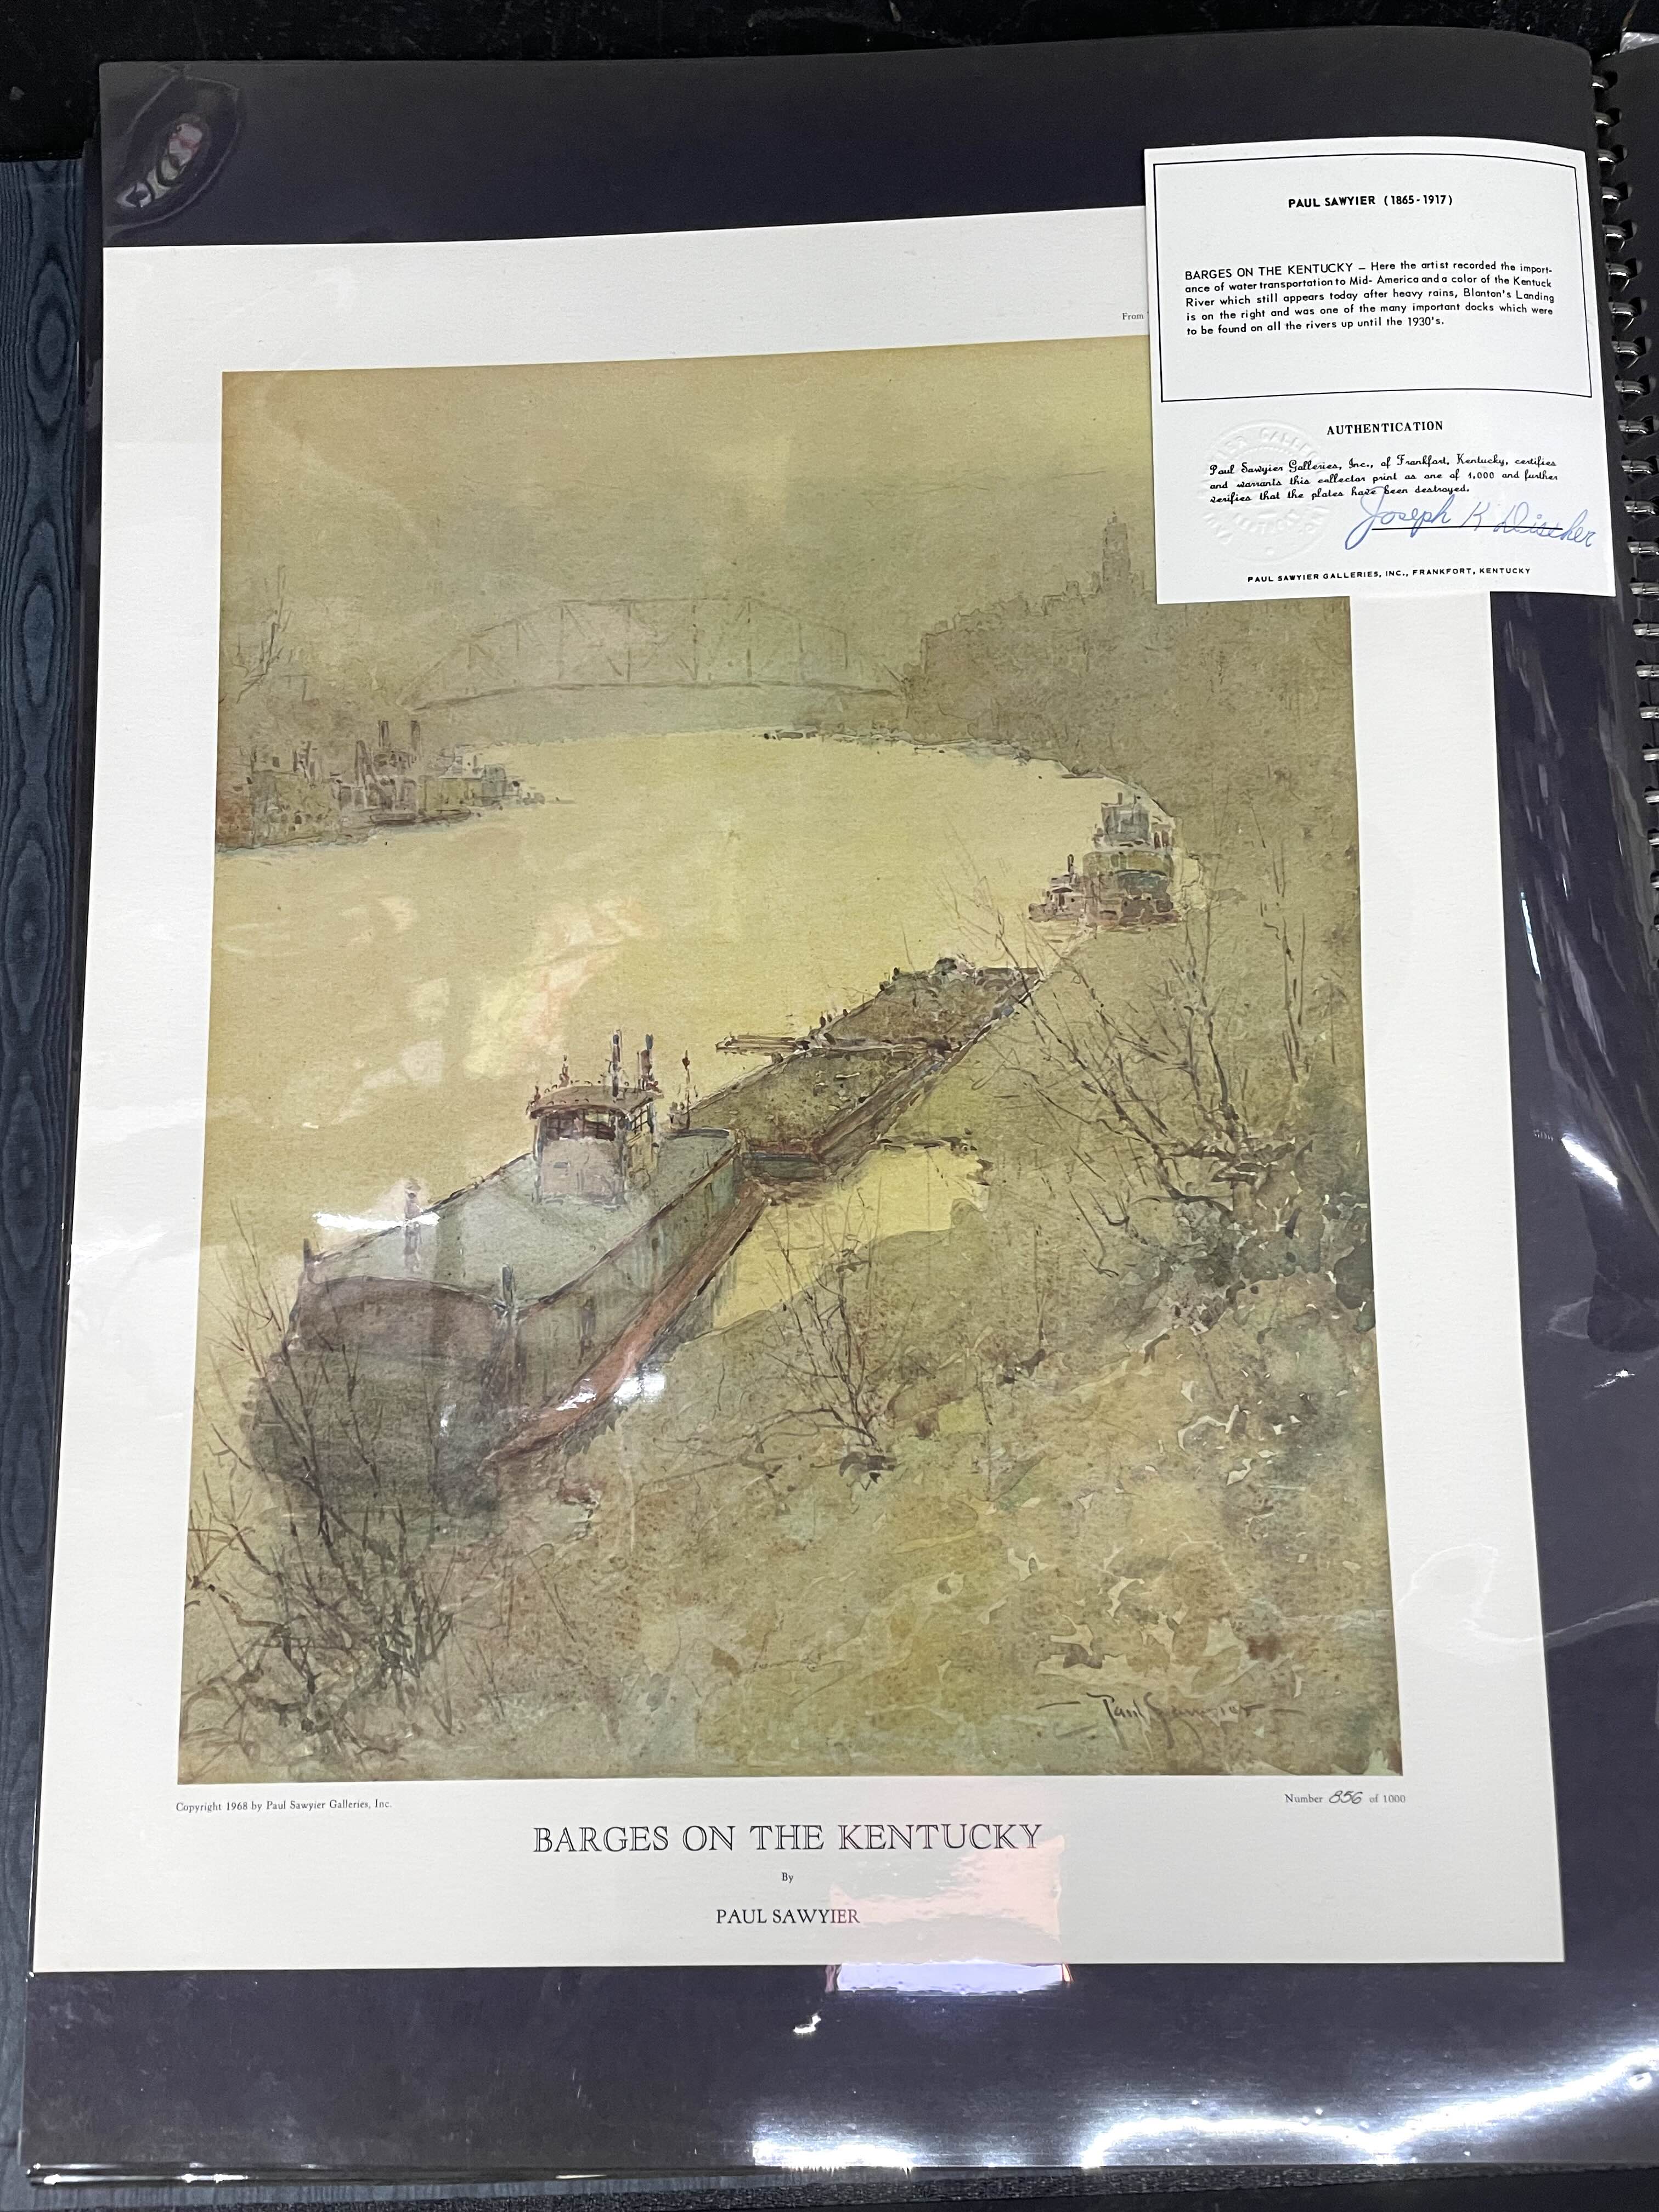 PAUL SAWYIER (1865-1917)
BARGES ON THE KENTUCKY — Here the artist recorded the import-
ance of water transportation to Mid- America and a color of the Kentuck
River which still appears today after heavy rains, Blanton's Landing
is on the right and was one of the many important docks which were
to be found on all the rivers up until the 1930's.
AUTHENTICATION
Paul Sawyier Galleries, Inc., of Frankfort, Kentucky, certifies
and warrants this collector print as one of 1,000 and further
verifies that the plates have been destroyed.
Joseph K
PAUL SAWYIER GALLERIES, INC., FRANKFORT, KENTUCKY
From
Paul Sawyier
Copyright 1968 by Paul Sawyier Galleries, Inc.
Number 856 of 1000
BARGES ON THE KENTUCKY
By
PAUL SAWYIER